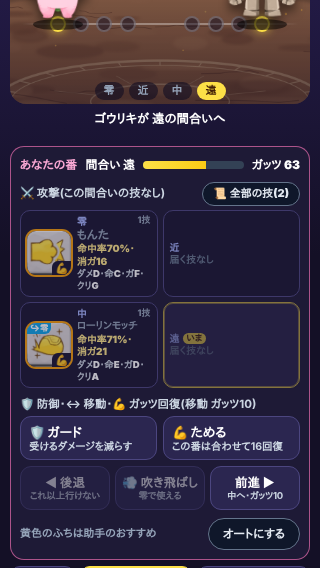 零 近 中 遠
ゴウリキが 遠の間合いへ
あなたの番 間合い 遠 ガッツ 63
⚔️ 攻撃(この間合いの技なし) 📜 全部の技(2)
零 1技
もんた
命中率70%・
消ガ16
ダメD・命C・ガF・
クリG
近
届く技なし
中 1技
⇆零
ローリンモッチ
命中率71%・
消ガ21
ダメD・命E・ガD・
クリA
遠 いま
届く技なし
🛡️ 防御・↔ 移動・💪 ガッツ回復(移動 ガッツ10)
🛡️ ガード
受けるダメージを減らす
💪 ためる
この番は合わせて16回復
◀ 後退
これ以上行けない
💨 吹き飛ばし
零で使える
前進 ▶
中へ・ガッツ10
黄色のふちは助手のおすすめ
オートにする